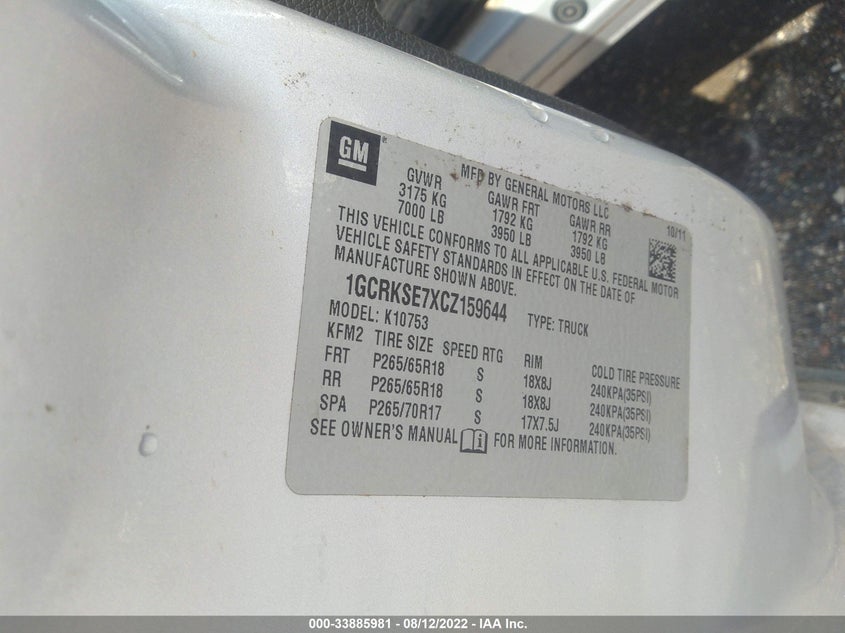 GM
MFD BY GENERAL MOTORS LLC
GVWR GAWR FRT GAWR RR
3175 KG 1792 KG 1792 KG
7000 LB 3950 LB 3950 LB
10/11
THIS VEHICLE CONFORMS TO ALL APPLICABLE U.S. FEDERAL MOTOR
VEHICLE SAFETY STANDARDS IN EFFECT ON THE DATE OF
MANUFACTURE SHOWN ABOVE.
1GCRKSE7XCZ159644
MODEL: K10753 TYPE: TRUCK
KFM2 TIRE SIZE SPEED RTG RIM COLD TIRE PRESSURE
FRT P265/65R18 S 18X8J 240KPA(35PSI)
RR P265/65R18 S 18X8J 240KPA(35PSI)
SPA P265/70R17 S 17X7.5J 240KPA(35PSI)
SEE OWNER'S MANUAL i FOR MORE INFORMATION.
000-33885981 - 08/12/2022 - IAA Inc.